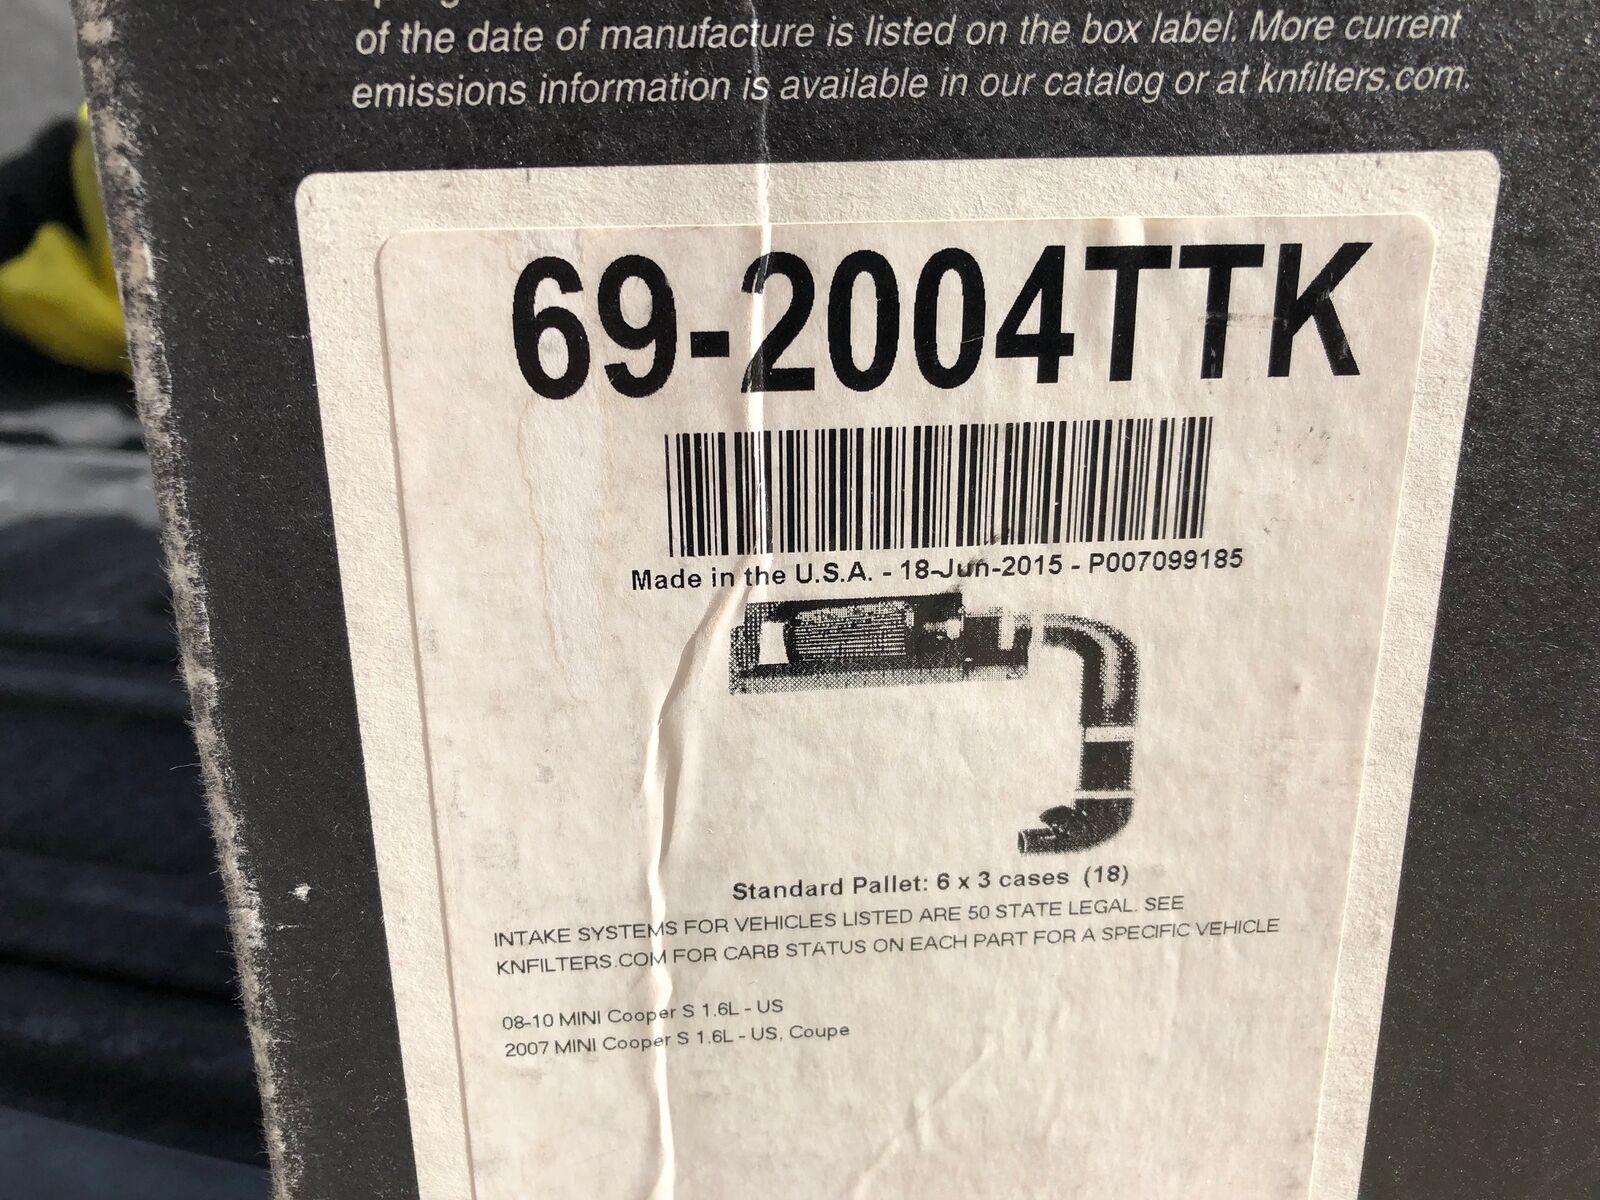 of the date of manufacture is listed on the box label. More current
emissions information is available in our catalog or at knfilters.com.
69-2004TTK
Made in the U.S.A. - 18-Jun-2015 - P007099185
Standard Pallet: 6 x 3 cases (18)
INTAKE SYSTEMS FOR VEHICLES LISTED ARE 50 STATE LEGAL. SEE
KNFILTERS.COM FOR CARB STATUS ON EACH PART FOR A SPECIFIC VEHICLE
08-10 MINI Cooper S 1.6L - US
2007 MINI Cooper S 1.6L - US, Coupe